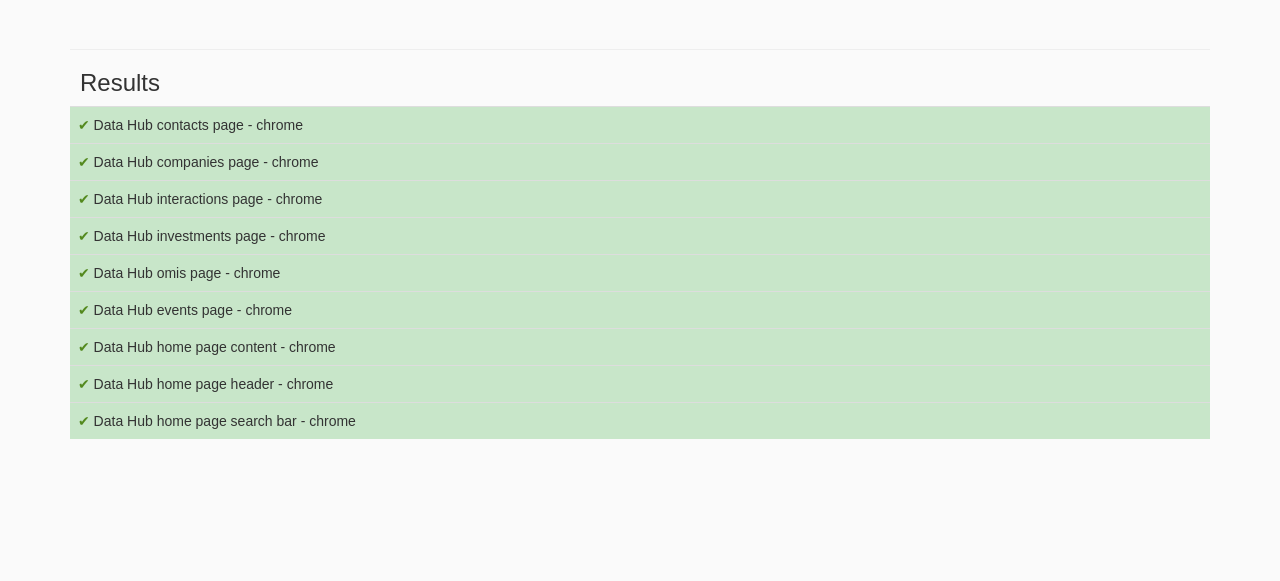 Results
✔ Data Hub contacts page - chrome
✔ Data Hub companies page - chrome
✔ Data Hub interactions page - chrome
✔ Data Hub investments page - chrome
✔ Data Hub omis page - chrome
✔ Data Hub events page - chrome
✔ Data Hub home page content - chrome
✔ Data Hub home page header - chrome
✔ Data Hub home page search bar - chrome